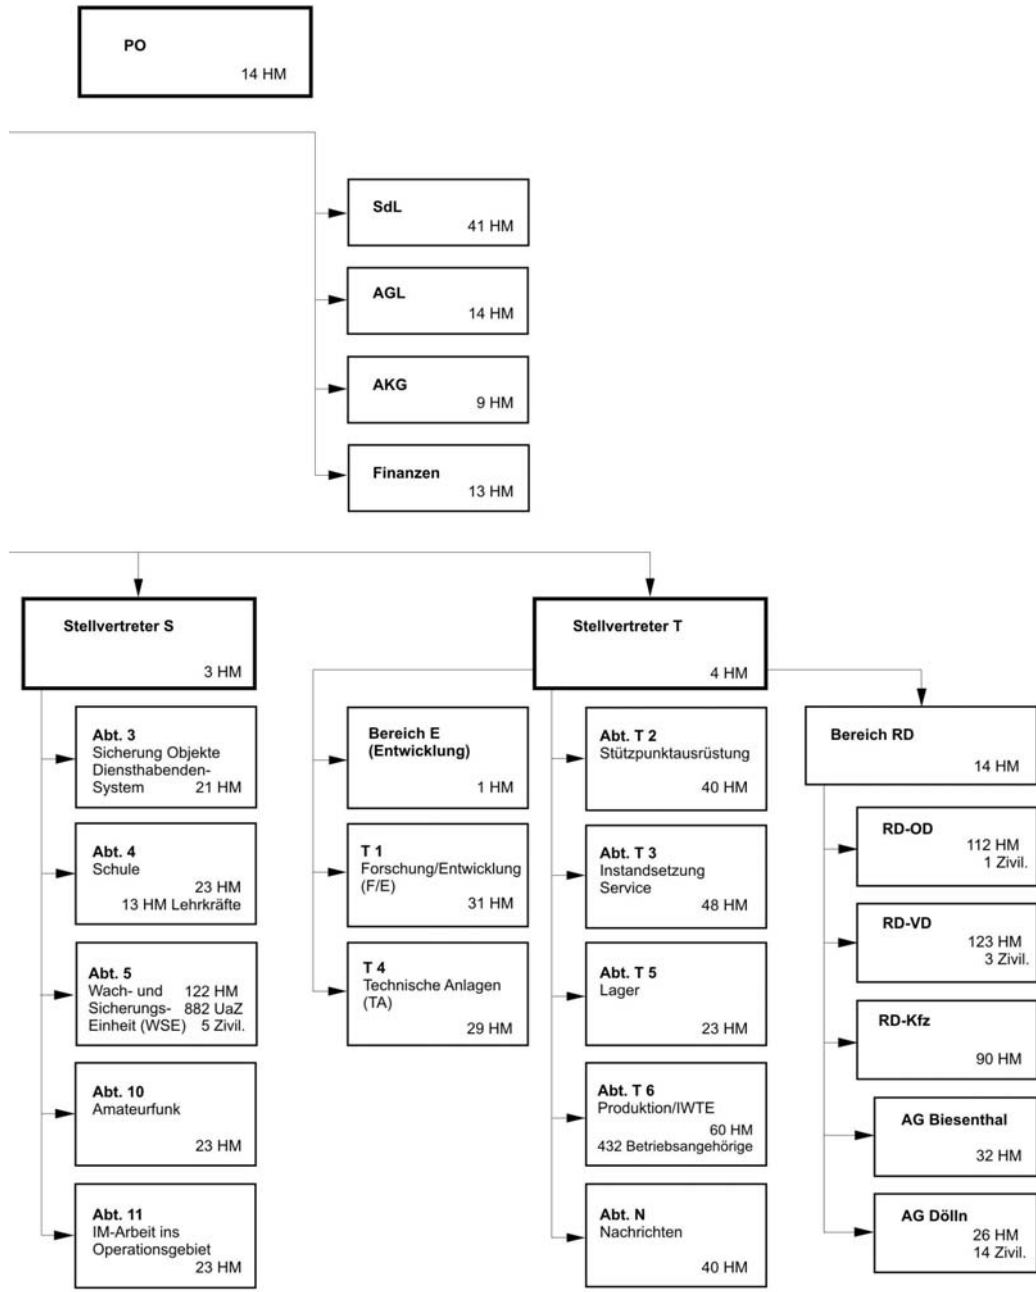 PO
14 HM
SdL
41 HM
AGL
14 HM
AKG
9 HM
Finanzen
13 HM
Stellvertreter S
3 HM
Abt. 3
Sicherung Objekte
Diensthabenden-
System 21 HM
Abt. 4
Schule
23 HM
13 HM Lehrkräfte
Abt. 5
Wach- und 122 HM
Sicherungs- 882 UaZ
Einheit (WSE) 5 Zivil.
Abt. 10
Amateurfunk
23 HM
Abt. 11
IM-Arbeit ins
Operationsgebiet
23 HM
Stellvertreter T
4 HM
Bereich E
(Entwicklung)
1 HM
T 1
Forschung/Entwicklung
(F/E)
31 HM
T 4
Technische Anlagen
(TA)
29 HM
Abt. T 2
Stützpunktausrüstung
40 HM
Abt. T 3
Instandsetzung
Service
48 HM
Abt. T 5
Lager
23 HM
Abt. T 6
Produktion/IWTE
60 HM
432 Betriebsangehörige
Abt. N
Nachrichten
40 HM
Bereich RD
14 HM
RD-OD
112 HM
1 Zivil.
RD-VD
123 HM
3 Zivil.
RD-Kfz
90 HM
AG Biesenthal
32 HM
AG Dölln
26 HM
14 Zivil.